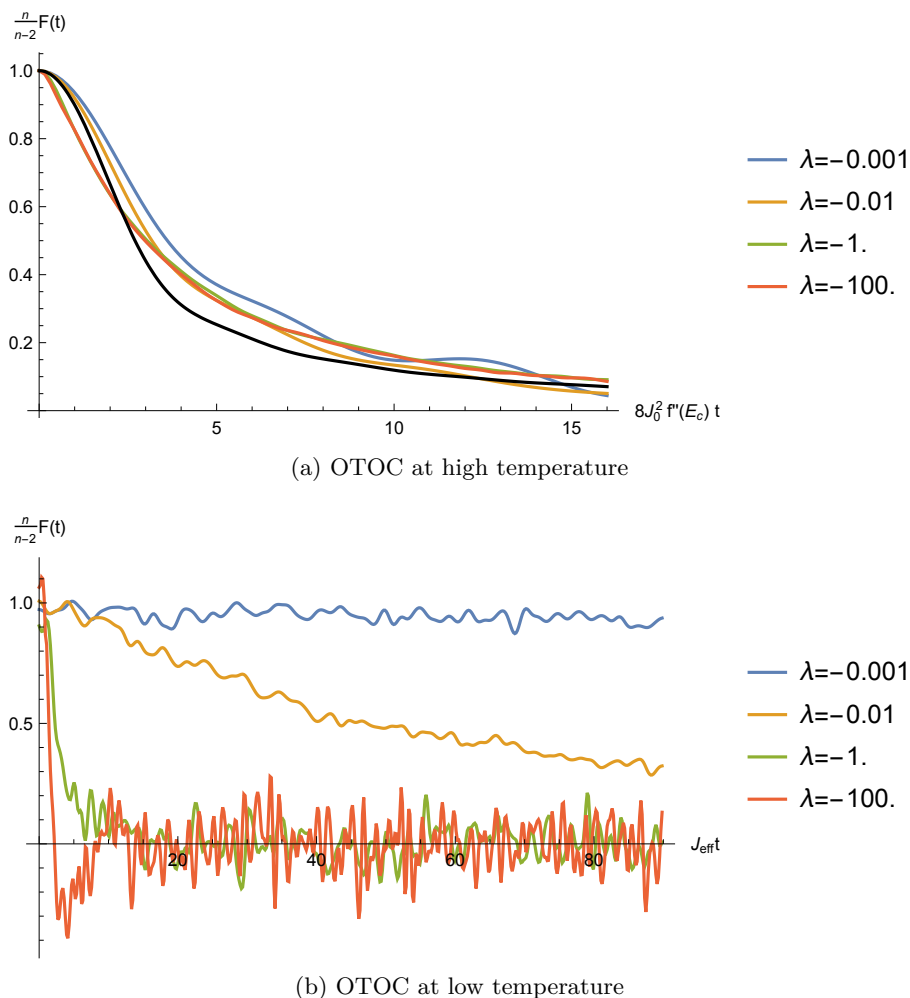 n/n−2 F(t)
1.0
0.8
0.6
0.4
0.2
5
10
15
8J₀² f''(E_c) t
λ=−0.001
λ=−0.01
λ=−1.
λ=−100.
(a) OTOC at high temperature
n/n−2 F(t)
1.0
0.5
20
40
60
80
J_eff t
λ=−0.001
λ=−0.01
λ=−1.
λ=−100.
(b) OTOC at low temperature